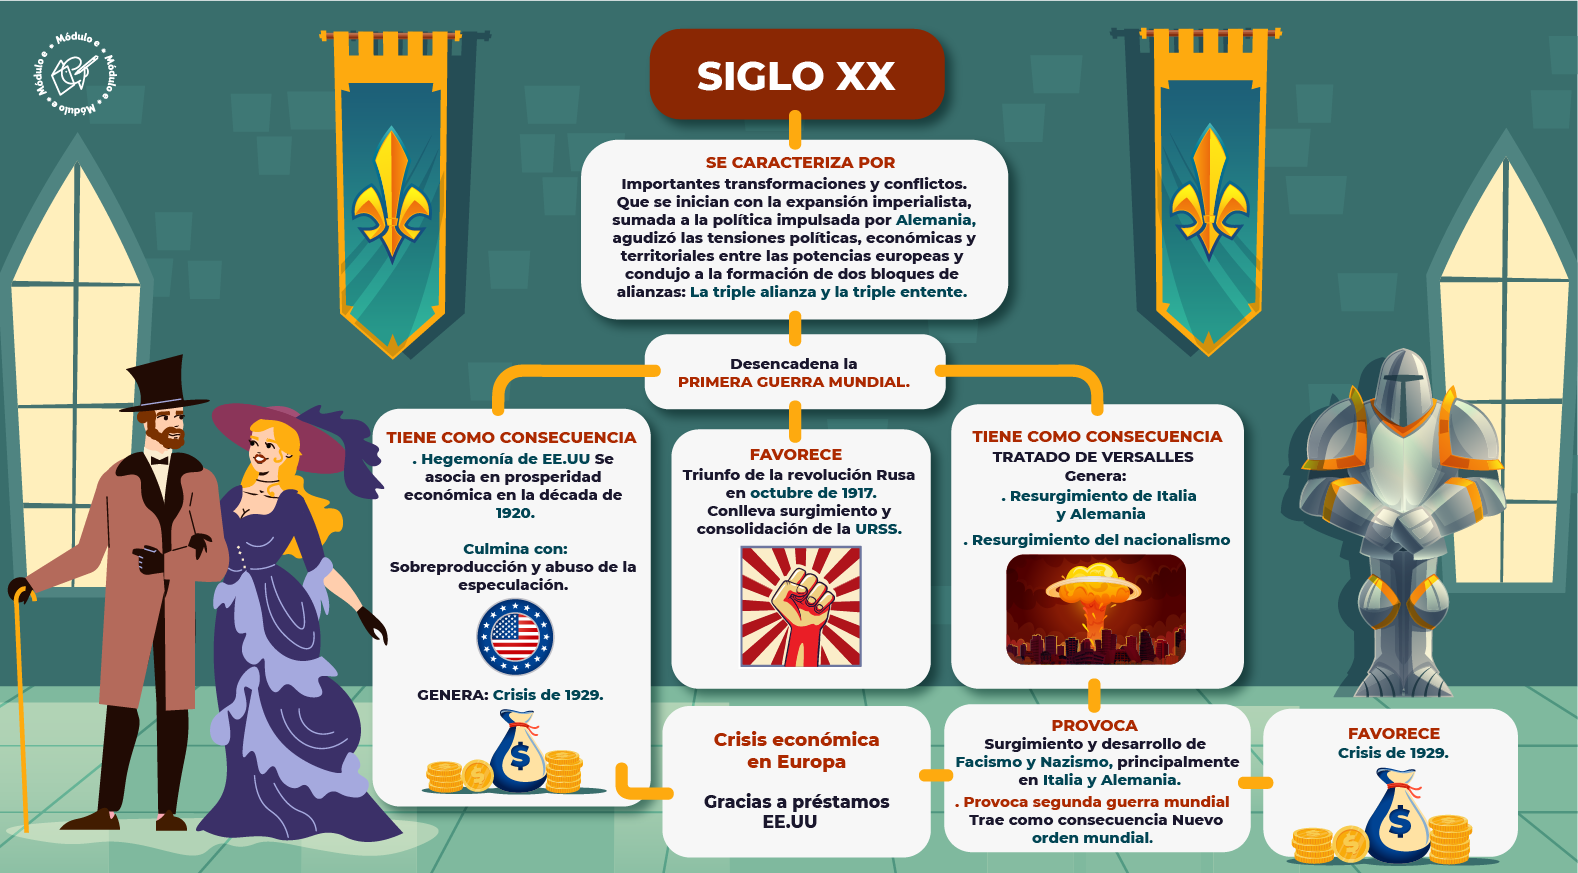 Módulo e * Módulo e * Módulo e * Módulo e *
SIGLO XX
SE CARACTERIZA POR
Importantes transformaciones y conflictos.
Que se inician con la expansión imperialista,
sumada a la política impulsada por Alemania,
agudizó las tensiones políticas, económicas y
territoriales entre las potencias europeas y
condujo a la formación de dos bloques de
alianzas: La triple alianza y la triple entente.
Desencadena la
PRIMERA GUERRA MUNDIAL.
TIENE COMO CONSECUENCIA
. Hegemonía de EE.UU Se
asocia en prosperidad
económica en la década de
1920.
Culmina con:
Sobreproducción y abuso de la
especulación.
GENERA: Crisis de 1929.
$
$
FAVORECE
Triunfo de la revolución Rusa
en octubre de 1917.
Conlleva surgimiento y
consolidación de la URSS.
TIENE COMO CONSECUENCIA
TRATADO DE VERSALLES
Genera:
. Resurgimiento de Italia
y Alemania
. Resurgimiento del nacionalismo
Crisis económica
en Europa
Gracias a préstamos
EE.UU
PROVOCA
Surgimiento y desarrollo de
Facismo y Nazismo, principalmente
en Italia y Alemania.
. Provoca segunda guerra mundial
Trae como consecuencia Nuevo
orden mundial.
FAVORECE
Crisis de 1929.
$
$